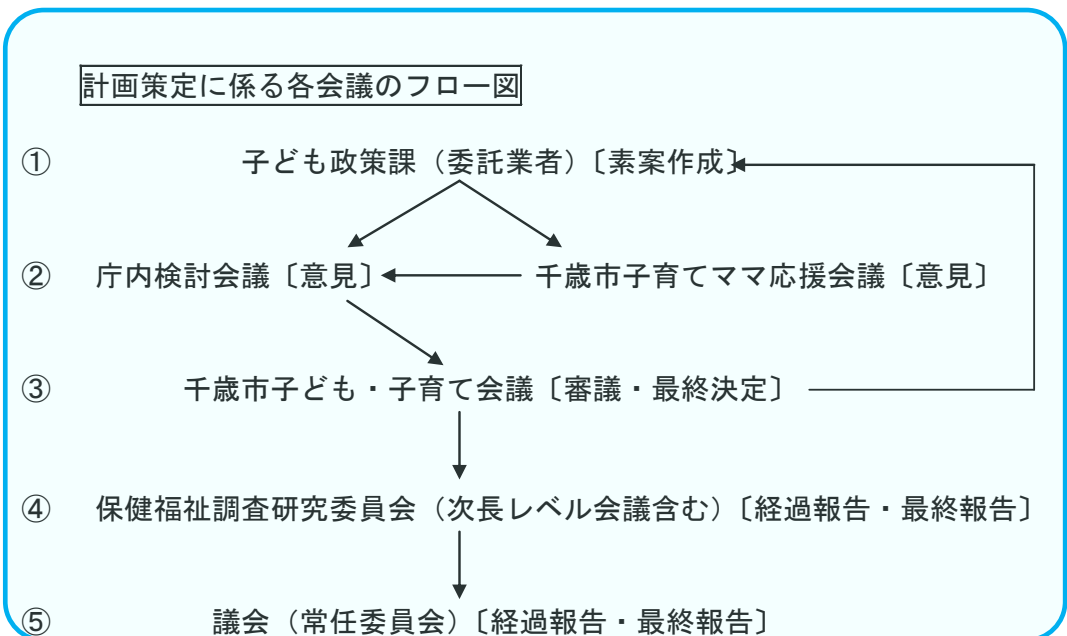 計画策定に係る各会議のフロー図
① 子ども政策課（委託業者）〔素案作成〕
② 庁内検討会議〔意見〕 千歳市子育てママ応援会議〔意見〕
③ 千歳市子ども・子育て会議〔審議・最終決定〕
④ 保健福祉調査研究委員会（次長レベル会議含む）〔経過報告・最終報告〕
⑤ 議会（常任委員会）〔経過報告・最終報告〕